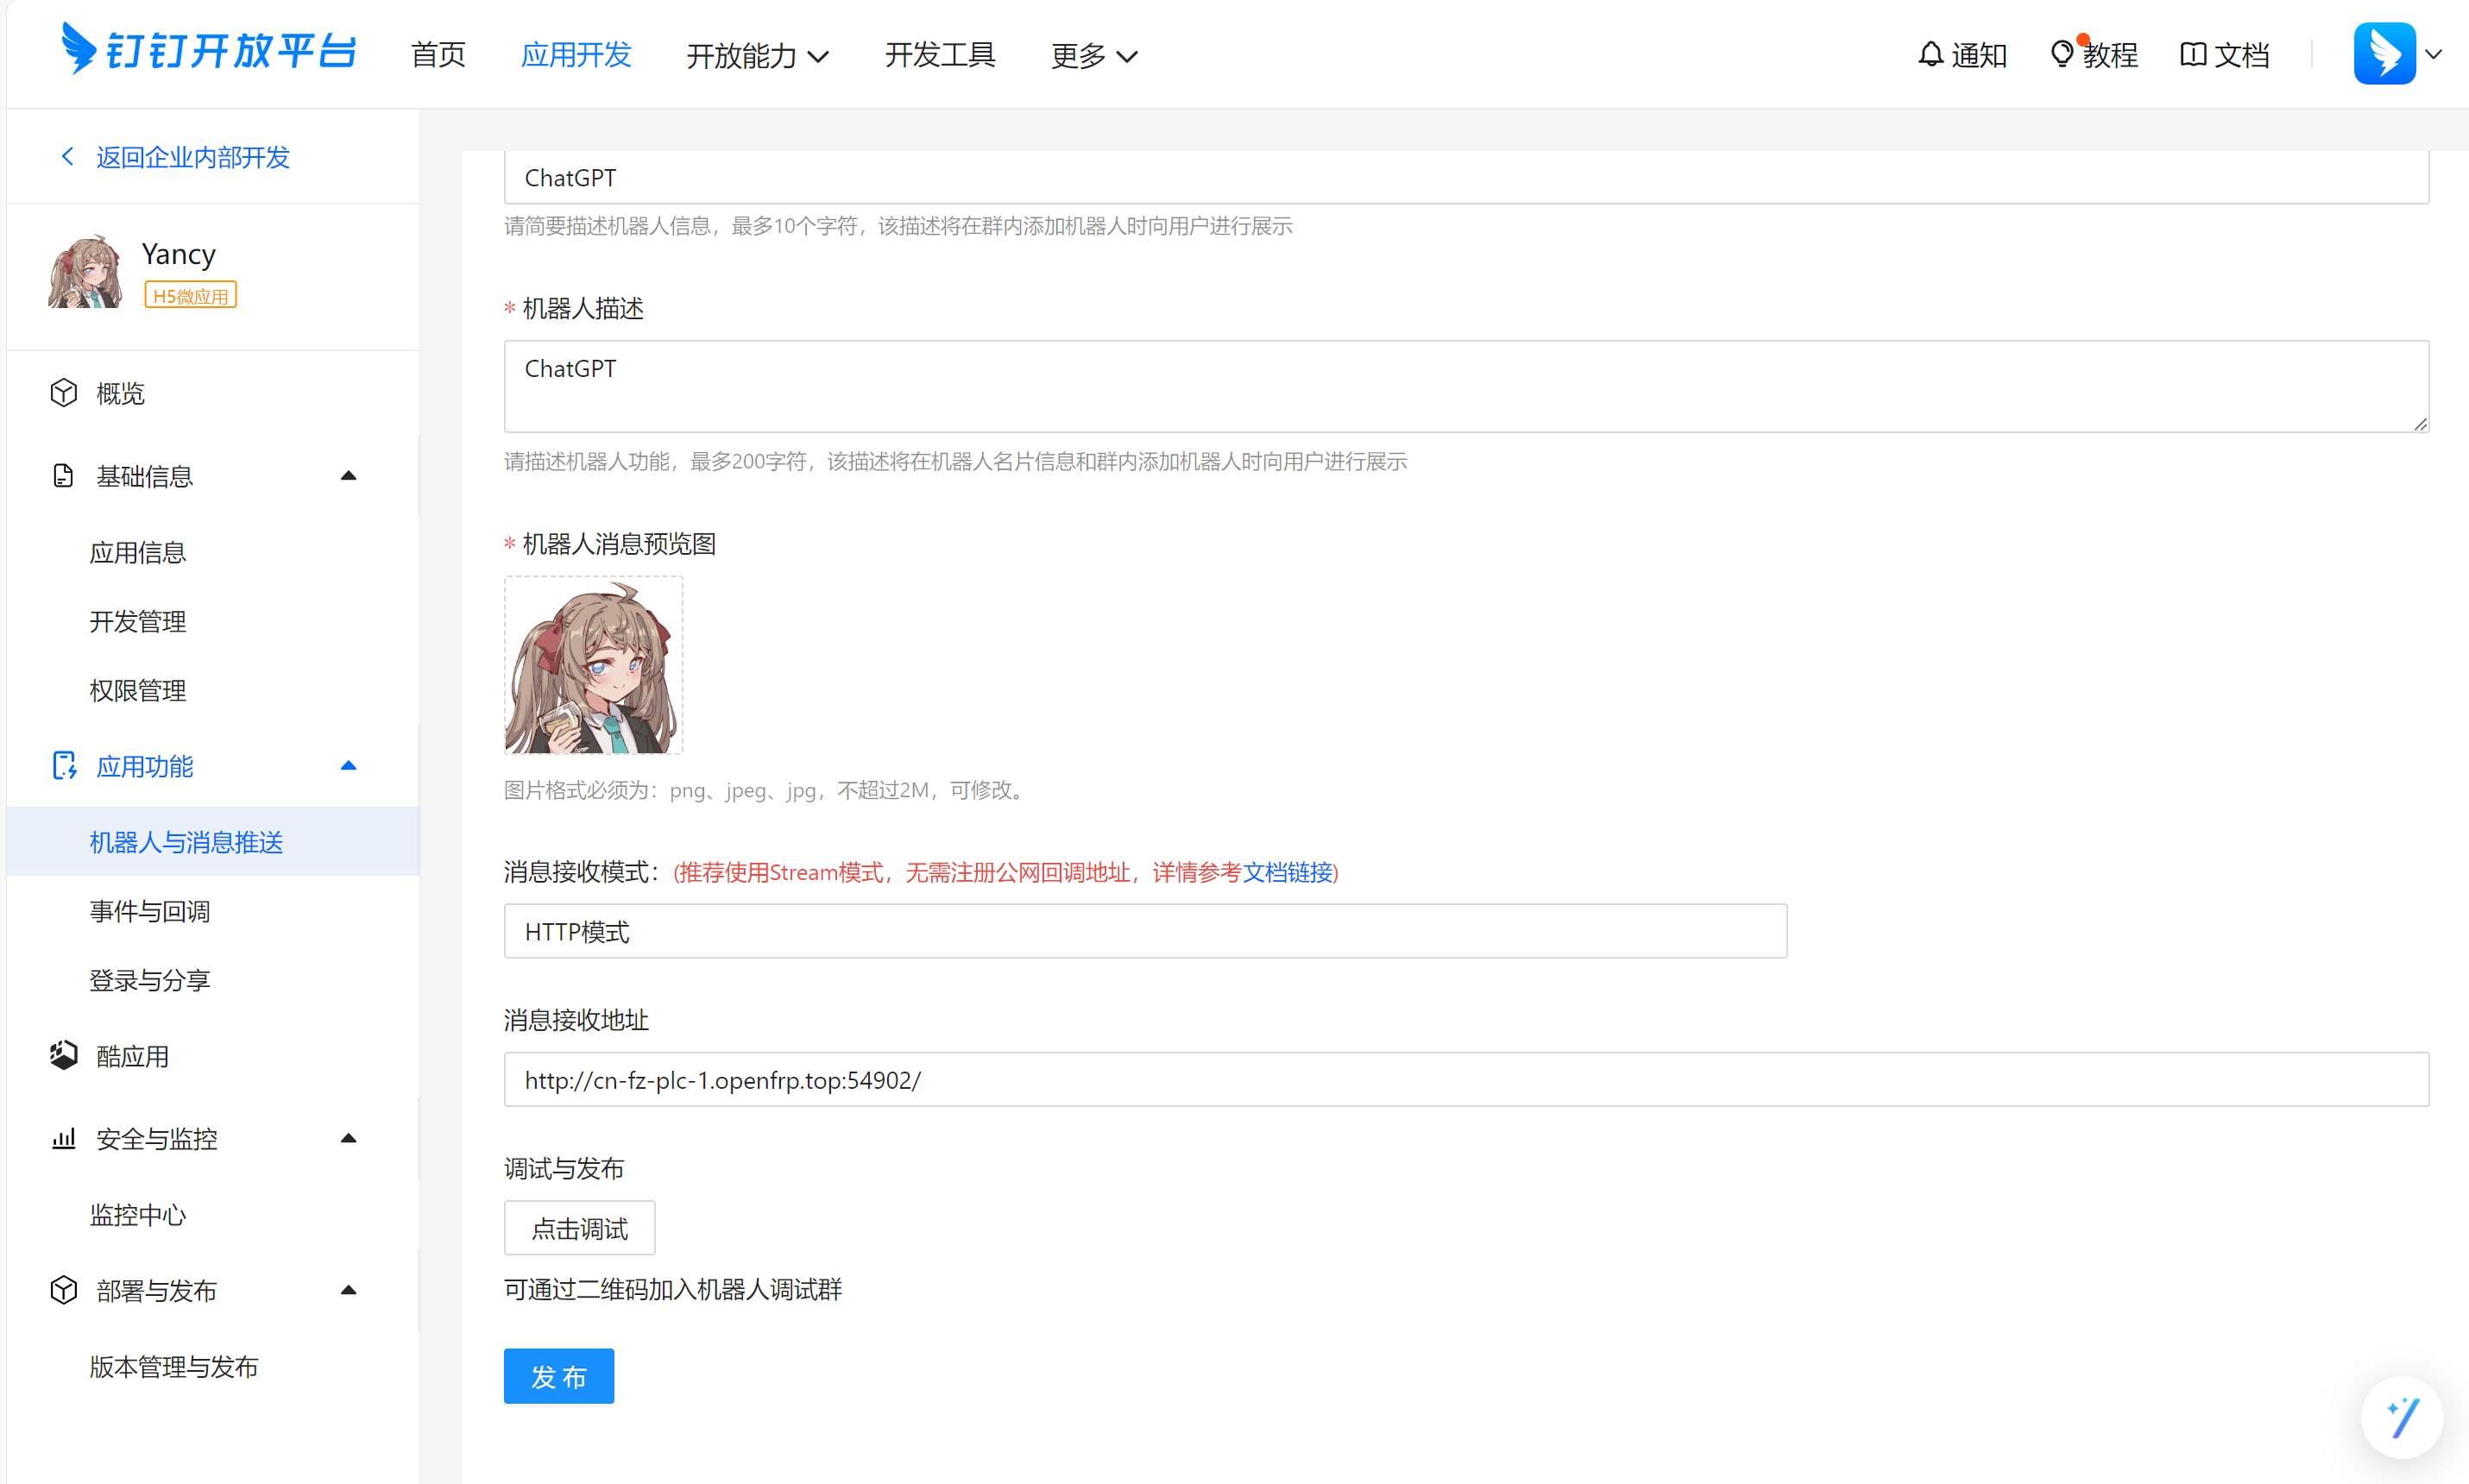 钉钉开放平台
首页
应用开发
开放能力
开发工具
更多
通知
教程
文档
返回企业内部开发
Yancy
H5微应用
概览
基础信息
应用信息
开发管理
权限管理
应用功能
机器人与消息推送
事件与回调
登录与分享
酷应用
安全与监控
监控中心
部署与发布
版本管理与发布
ChatGPT
请简要描述机器人信息，最多10个字符，该描述将在群内添加机器人时向用户进行展示
* 机器人描述
ChatGPT
请描述机器人功能，最多200字符，该描述将在机器人名片信息和群内添加机器人时向用户进行展示
* 机器人消息预览图
图片格式必须为：png、jpeg、jpg，不超过2M，可修改。
消息接收模式：(推荐使用Stream模式，无需注册公网回调地址，详情参考文档链接)
HTTP模式
消息接收地址
http://cn-fz-plc-1.openfrp.top:54902/
调试与发布
点击调试
可通过二维码加入机器人调试群
发 布